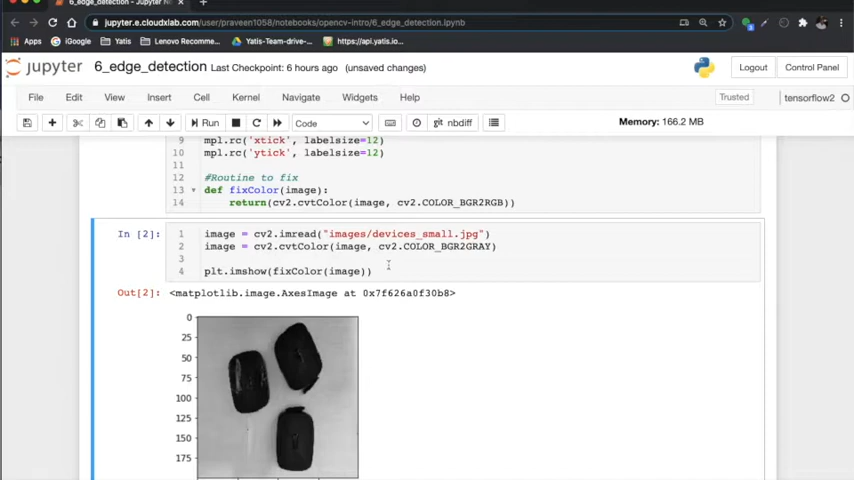 6_edge_detection - Jupyter N
jupyter.e.cloudxlab.com/user/praveen1058/notebooks/opencv-intro/6_edge_detection.ipynb
Apps iGoogle Yatis Lenovo Recomme... Yatis-Team-drive-... https://api.yatis.io...
jupyter 6_edge_detection Last Checkpoint: 6 hours ago (unsaved changes) Logout Control Panel
File Edit View Insert Cell Kernel Navigate Widgets Help Trusted tensorflow2
Run Code git nbdiff Memory: 166.2 MB
9 mpl.rc('xtick', labelsize=12)
10 mpl.rc('ytick', labelsize=12)
11
12 #Routine to fix
13 def fixColor(image):
14 return(cv2.cvtColor(image, cv2.COLOR_BGR2RGB))
In [2]: 1 image = cv2.imread("images/devices_small.jpg")
2 image = cv2.cvtColor(image, cv2.COLOR_BGR2GRAY)
3
4 plt.imshow(fixColor(image))
Out[2]: <matplotlib.image.AxesImage at 0x7f626a0f30b8>
0
25
50
75
100
125
150
175